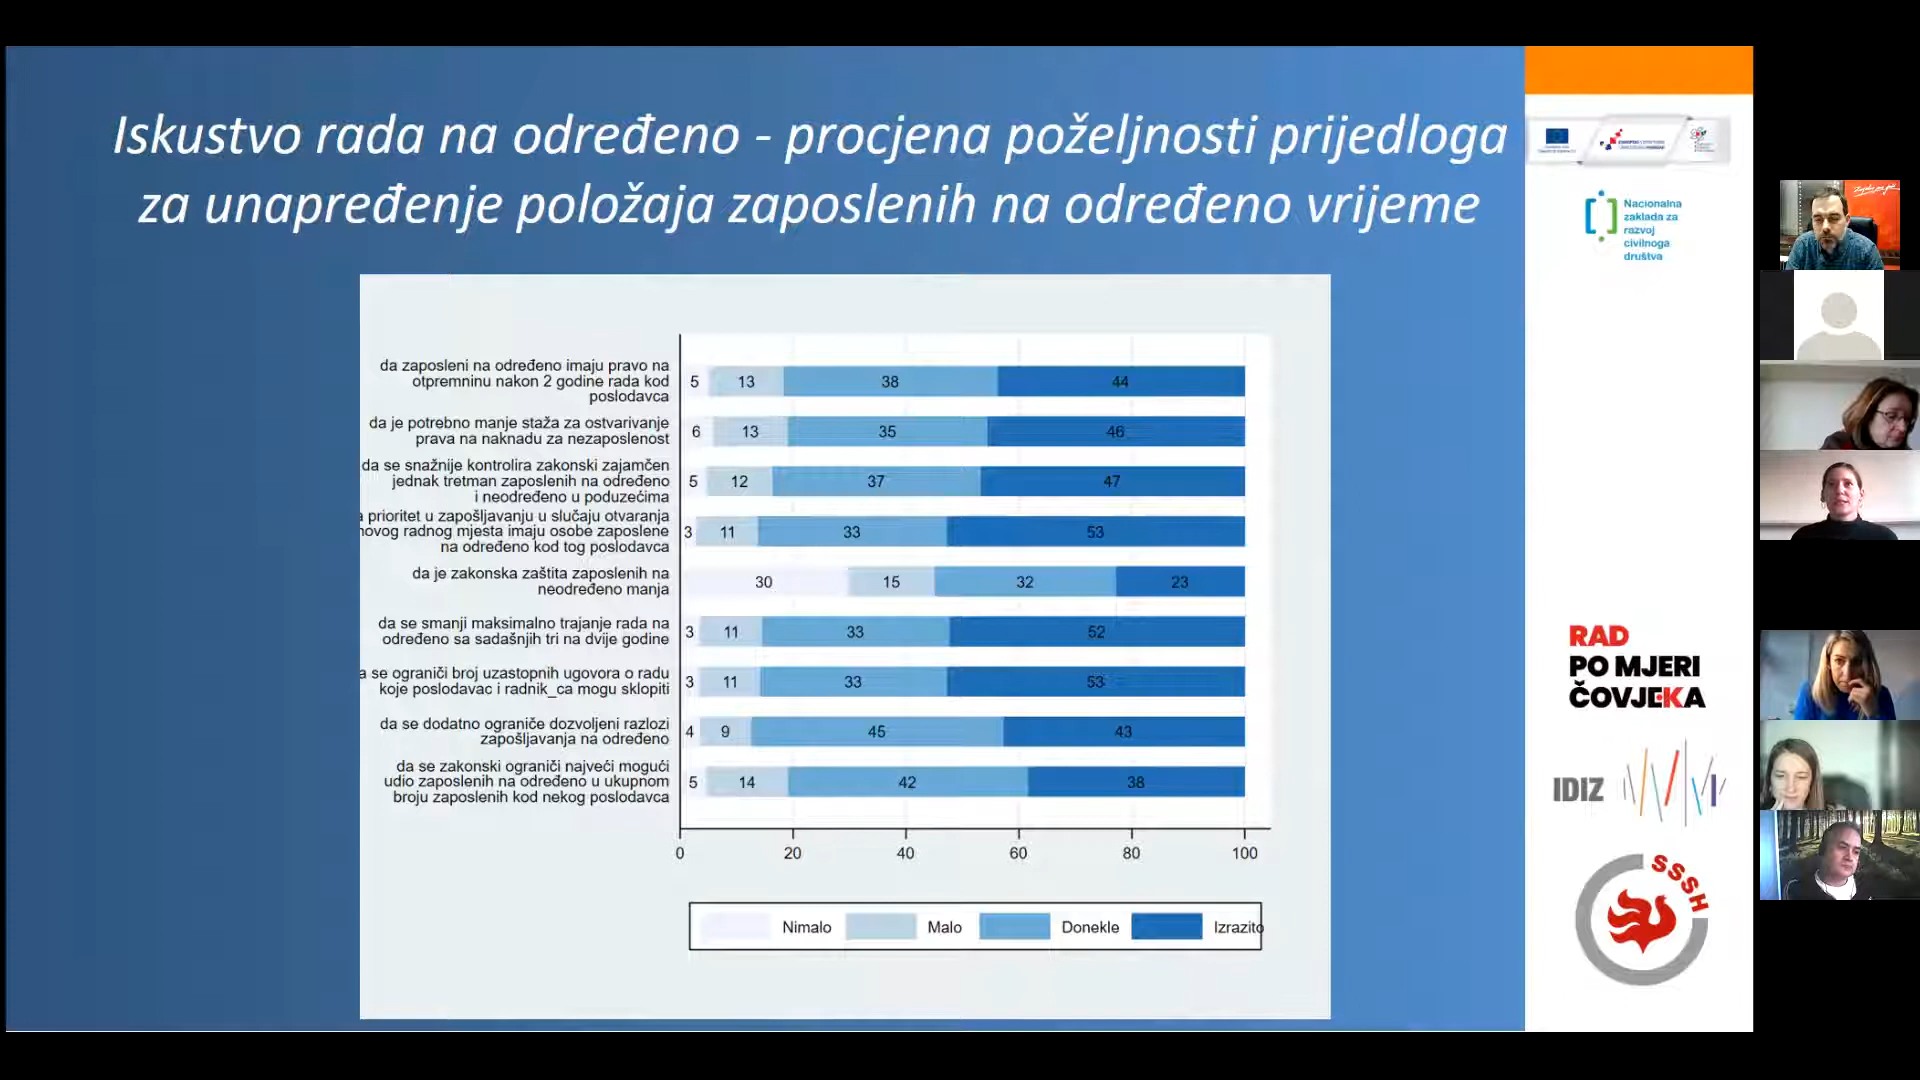 Iskustvo rada na određeno - procjena poželjnosti prijedloga
za unapređenje položaja zaposlenih na određeno vrijeme
da zaposleni na određeno imaju pravo na
otpremninu nakon 2 godine rada kod
poslodavca
5 13 38 44
da je potrebno manje staža za ostvarivanje
prava na naknadu za nezaposlenost
6 13 35 46
da se snažnije kontrolira zakonski zajamčen
jednak tretman zaposlenih na određeno
i neodređeno u poduzećima
5 12 37 47
a prioritet u zapošljavanju u slučaju otvaranja
novog radnog mjesta imaju osobe zaposlene
na određeno kod tog poslodavca
3 11 33 53
da je zakonska zaštita zaposlenih na
neodređeno manja
30 15 32 23
da se smanji maksimalno trajanje rada na
određeno sa sadašnjih tri na dvije godine
3 11 33 52
a se ograniči broj uzastopnih ugovora o radu
koje poslodavac i radnik_ca mogu sklopiti
3 11 33 53
da se dodatno ograniče dozvoljeni razlozi
zapošljavanja na određeno
4 9 45 43
da se zakonski ograniči najveći mogući
udio zaposlenih na određeno u ukupnom
broju zaposlenih kod nekog poslodavca
5 14 42 38
0 20 40 60 80 100
Nimalo Malo Donekle Izrazito
Nacionalna
zaklada za
razvoj
civilnoga
društva
RAD
PO MJERI
ČOVJEKA
IDIZ
SSSH